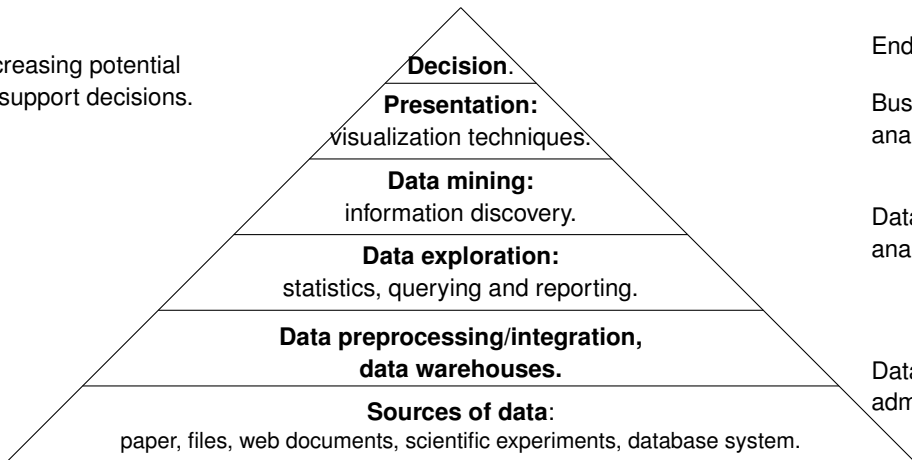 creasing potential
support decisions.
Decision.
Presentation:
visualization techniques.
Data mining:
information discovery.
Data exploration:
statistics, querying and reporting.
Data preprocessing/integration,
data warehouses.
Sources of data:
paper, files, web documents, scientific experiments, database system.
End
Bus
ana
Data
ana
Data
adm